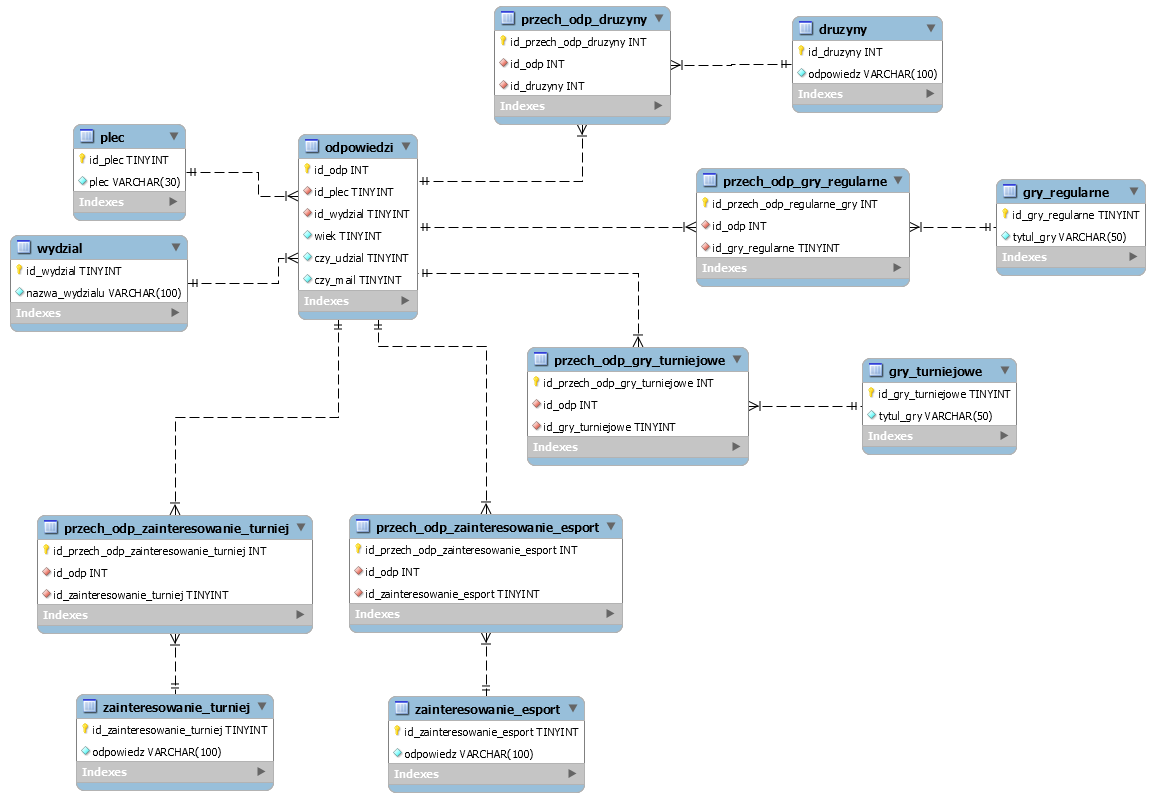 przech_odp_druzyny
id_przech_odp_druzyny INT
id_odp INT
id_druzyny INT
Indexes
druzyny
id_druzyny INT
odpowiedz VARCHAR(100)
Indexes
plec
id_plec TINYINT
plec VARCHAR(30)
Indexes
odpowiedzi
id_odp INT
id_plec TINYINT
id_wydzial TINYINT
wiek TINYINT
czy_udzial TINYINT
czy_mail TINYINT
Indexes
przech_odp_gry_regularne
id_przech_odp_regularne_gry INT
id_odp INT
id_gry_regularne TINYINT
Indexes
gry_regularne
id_gry_regularne TINYINT
tytul_gry VARCHAR(50)
Indexes
wydzial
id_wydzial TINYINT
nazwa_wydzialu VARCHAR(100)
Indexes
przech_odp_gry_turniejowe
id_przech_odp_gry_turniejowe INT
id_odp INT
id_gry_turniejowe TINYINT
Indexes
gry_turniejowe
id_gry_turniejowe TINYINT
tytul_gry VARCHAR(50)
Indexes
przech_odp_zainteresowanie_turniej
id_przech_odp_zainteresowanie_turniej INT
id_odp INT
id_zainteresowanie_turniej TINYINT
Indexes
przech_odp_zainteresowanie_esport
id_przech_odp_zainteresowanie_esport INT
id_odp INT
id_zainteresowanie_esport TINYINT
Indexes
zainteresowanie_turniej
id_zainteresowanie_turniej TINYINT
odpowiedz VARCHAR(100)
Indexes
zainteresowanie_esport
id_zainteresowanie_esport TINYINT
odpowiedz VARCHAR(100)
Indexes